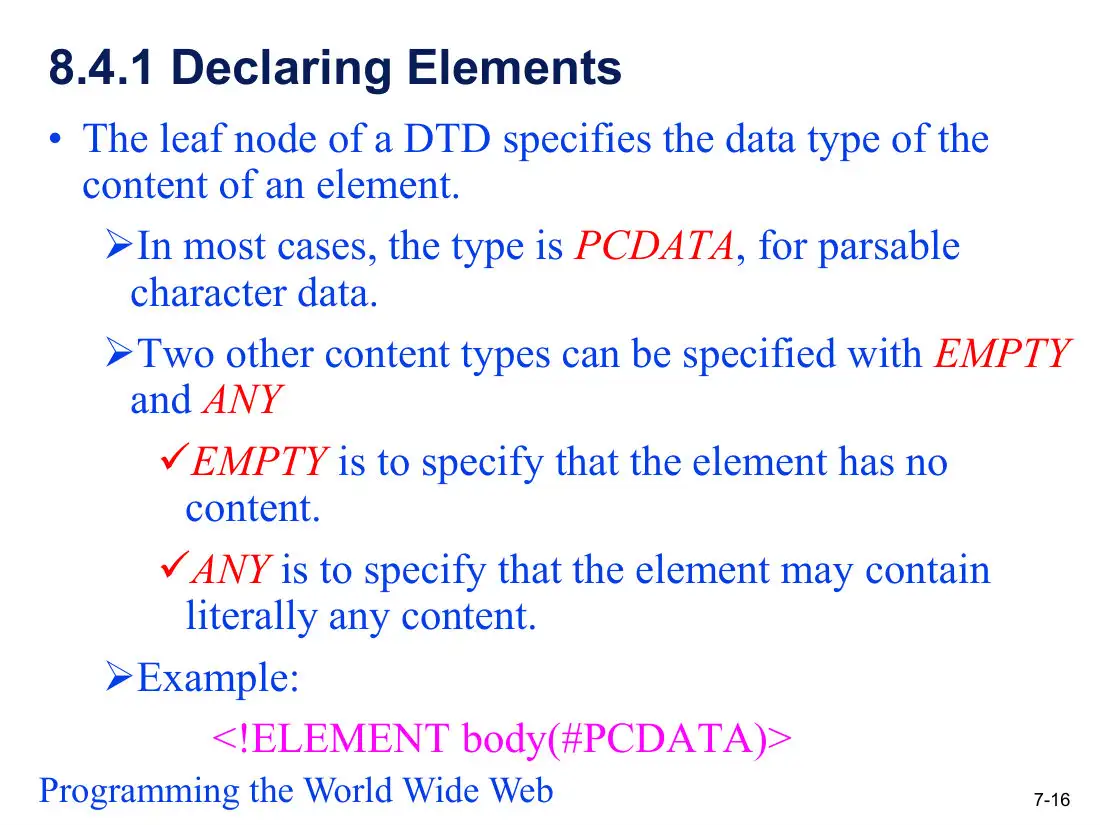 8.4.1 Declaring Elements
• The leaf node of a DTD specifies the data type of the
content of an element.
➢In most cases, the type is PCDATA, for parsable
character data.
➢Two other content types can be specified with EMPTY
and ANY
✓EMPTY is to specify that the element has no
content.
✓ANY is to specify that the element may contain
literally any content.
➢Example:
<!ELEMENT body(#PCDATA)>
Programming the World Wide Web
7-16